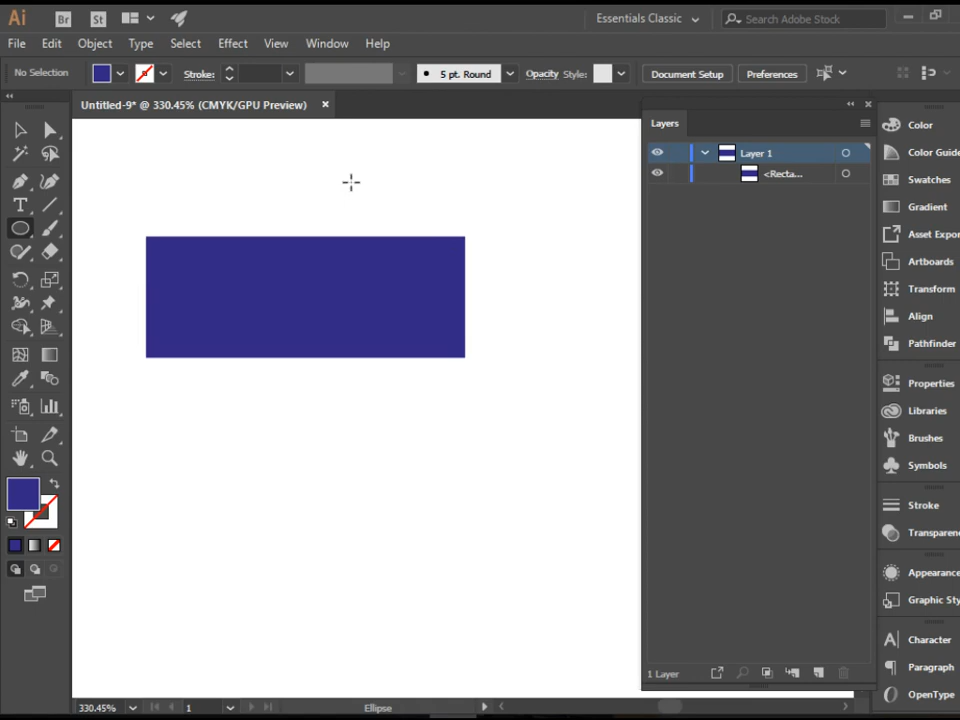 Ai Br St Essentials Classic Search Adobe Stock
File Edit Object Type Select Effect View Window Help
No Selection Stroke: 5 pt. Round Opacity Style: Document Setup Preferences
Untitled-9* @ 330.45% (CMYK/GPU Preview)
Layers
Layer 1
<Recta...
Color
Color Guide
Swatches
Gradient
Asset Expo
Artboards
Transform
Align
Pathfinder
Properties
Libraries
Brushes
Symbols
Stroke
Transparen
Appearance
Graphic Sty
Character
Paragraph
OpenType
1 Layer
330.45% 1 Ellipse